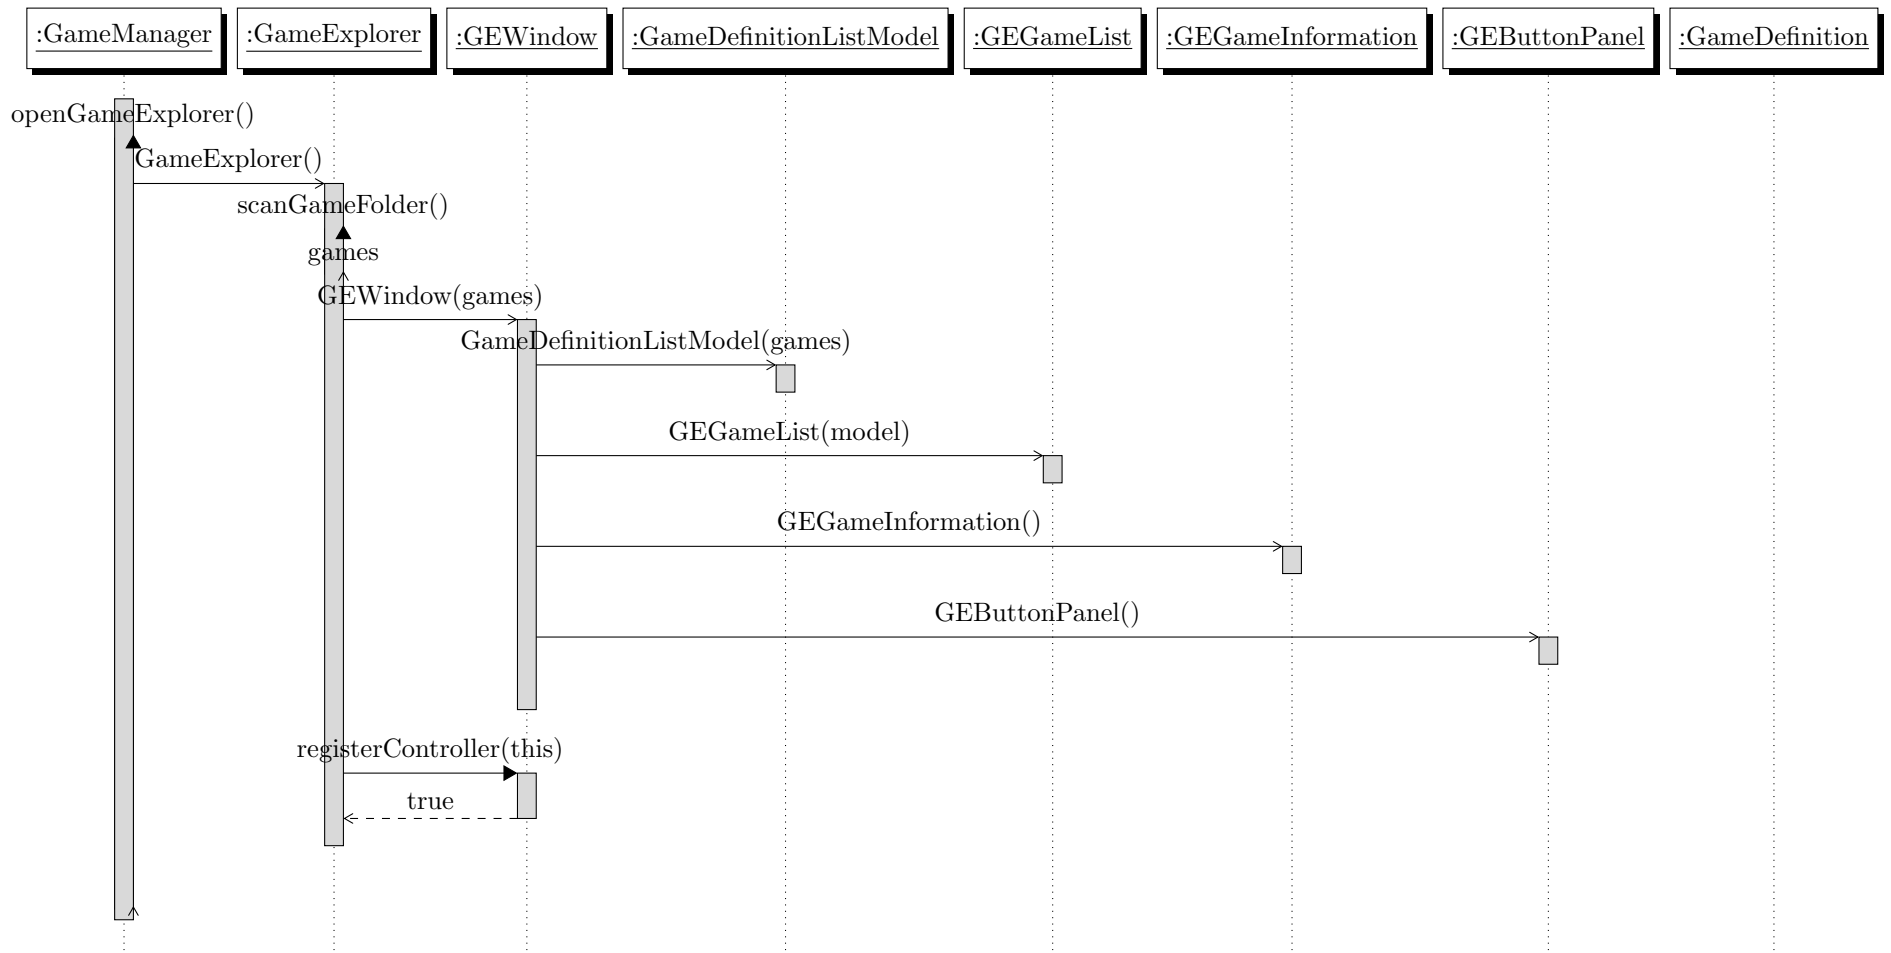 :GameManager :GameExplorer :GEWindow :GameDefinitionListModel :GEGameList :GEGameInformation :GEButtonPanel :GameDefinition
openGameExplorer()
GameExplorer()
scanGameFolder()
games
GEWindow(games)
GameDefinitionListModel(games)
GEGameList(model)
GEGameInformation()
GEButtonPanel()
registerController(this)
true